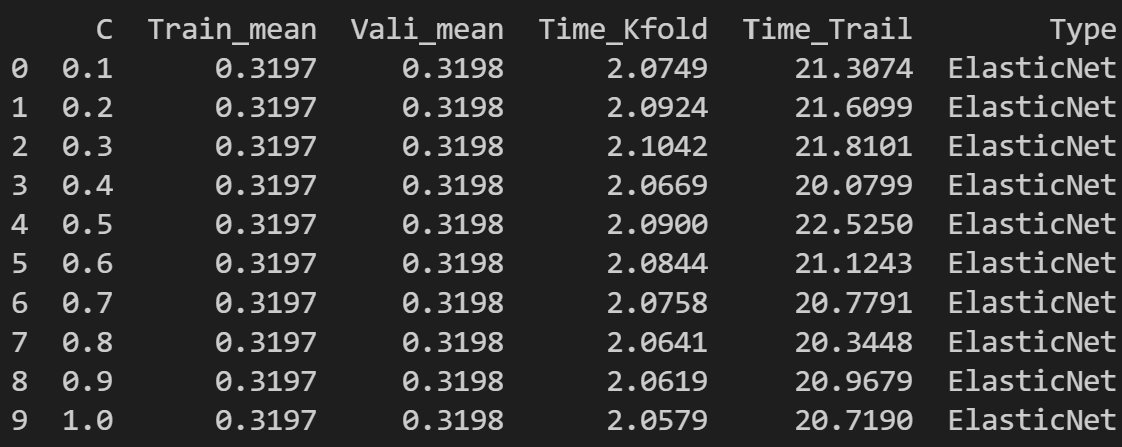 C Train_mean Vali_mean Time_Kfold Time_Trail Type
0 0.1 0.3197 0.3198 2.0749 21.3074 ElasticNet
1 0.2 0.3197 0.3198 2.0924 21.6099 ElasticNet
2 0.3 0.3197 0.3198 2.1042 21.8101 ElasticNet
3 0.4 0.3197 0.3198 2.0669 20.0799 ElasticNet
4 0.5 0.3197 0.3198 2.0900 22.5250 ElasticNet
5 0.6 0.3197 0.3198 2.0844 21.1243 ElasticNet
6 0.7 0.3197 0.3198 2.0758 20.7791 ElasticNet
7 0.8 0.3197 0.3198 2.0641 20.3448 ElasticNet
8 0.9 0.3197 0.3198 2.0619 20.9679 ElasticNet
9 1.0 0.3197 0.3198 2.0579 20.7190 ElasticNet